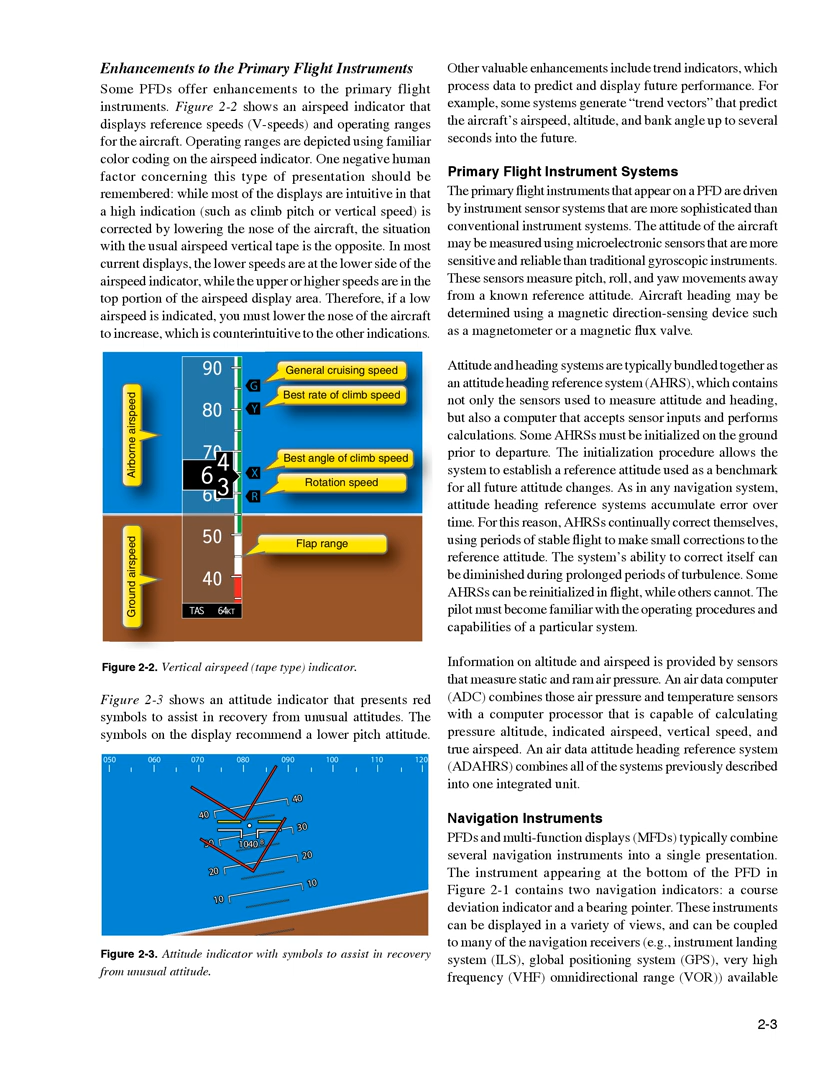 Enhancements to the Primary Flight Instruments
Some PFDs offer enhancements to the primary flight
instruments. Figure 2-2 shows an airspeed indicator that
displays reference speeds (V-speeds) and operating ranges
for the aircraft. Operating ranges are depicted using familiar
color coding on the airspeed indicator. One negative human
factor concerning this type of presentation should be
remembered: while most of the displays are intuitive in that
a high indication (such as climb pitch or vertical speed) is
corrected by lowering the nose of the aircraft, the situation
with the usual airspeed vertical tape is the opposite. In most
current displays, the lower speeds are at the lower side of the
airspeed indicator, while the upper or higher speeds are in the
top portion of the airspeed display area. Therefore, if a low
airspeed is indicated, you must lower the nose of the aircraft
to increase, which is counterintuitive to the other indications.
90
General cruising speed
G
Best rate of climb speed
80
Y
Airborne airspeed
70
4
Best angle of climb speed
6
X
3
Rotation speed
60
R
50
Flap range
Ground airspeed
40
TAS 64KT
Figure 2-2. Vertical airspeed (tape type) indicator.
Figure 2-3 shows an attitude indicator that presents red
symbols to assist in recovery from unusual attitudes. The
symbols on the display recommend a lower pitch attitude.
050 060 070 080 090 100 110 120
40 40
30
1040
20 20
10 10
Figure 2-3. Attitude indicator with symbols to assist in recovery
from unusual attitude.
Other valuable enhancements include trend indicators, which
process data to predict and display future performance. For
example, some systems generate “trend vectors” that predict
the aircraft’s airspeed, altitude, and bank angle up to several
seconds into the future.
Primary Flight Instrument Systems
The primary flight instruments that appear on a PFD are driven
by instrument sensor systems that are more sophisticated than
conventional instrument systems. The attitude of the aircraft
may be measured using microelectronic sensors that are more
sensitive and reliable than traditional gyroscopic instruments.
These sensors measure pitch, roll, and yaw movements away
from a known reference attitude. Aircraft heading may be
determined using a magnetic direction-sensing device such
as a magnetometer or a magnetic flux valve.
Attitude and heading systems are typically bundled together as
an attitude heading reference system (AHRS), which contains
not only the sensors used to measure attitude and heading,
but also a computer that accepts sensor inputs and performs
calculations. Some AHRSs must be initialized on the ground
prior to departure. The initialization procedure allows the
system to establish a reference attitude used as a benchmark
for all future attitude changes. As in any navigation system,
attitude heading reference systems accumulate error over
time. For this reason, AHRSs continually correct themselves,
using periods of stable flight to make small corrections to the
reference attitude. The system’s ability to correct itself can
be diminished during prolonged periods of turbulence. Some
AHRSs can be reinitialized in flight, while others cannot. The
pilot must become familiar with the operating procedures and
capabilities of a particular system.
Information on altitude and airspeed is provided by sensors
that measure static and ram air pressure. An air data computer
(ADC) combines those air pressure and temperature sensors
with a computer processor that is capable of calculating
pressure altitude, indicated airspeed, vertical speed, and
true airspeed. An air data attitude heading reference system
(ADAHRS) combines all of the systems previously described
into one integrated unit.
Navigation Instruments
PFDs and multi-function displays (MFDs) typically combine
several navigation instruments into a single presentation.
The instrument appearing at the bottom of the PFD in
Figure 2-1 contains two navigation indicators: a course
deviation indicator and a bearing pointer. These instruments
can be displayed in a variety of views, and can be coupled
to many of the navigation receivers (e.g., instrument landing
system (ILS), global positioning system (GPS), very high
frequency (VHF) omnidirectional range (VOR)) available
2-3